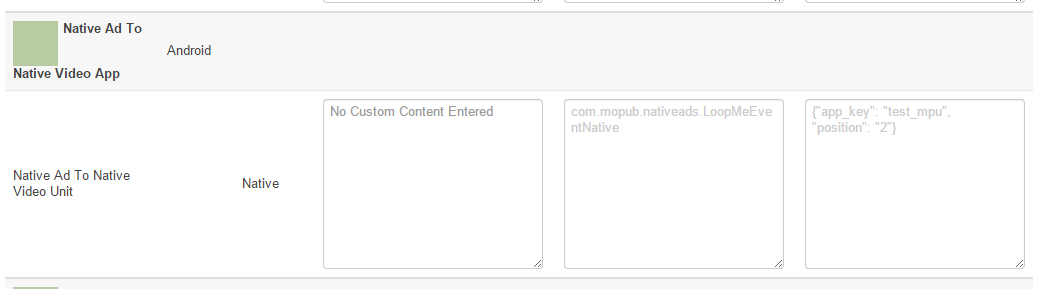 Native Ad To
Android
Native Video App
No Custom Content Entered
com.mopub.nativeads.LoopMeEve
ntNative
{"app_key": "test_mpu",
"position": "2"}
Native Ad To Native
Video Unit
Native